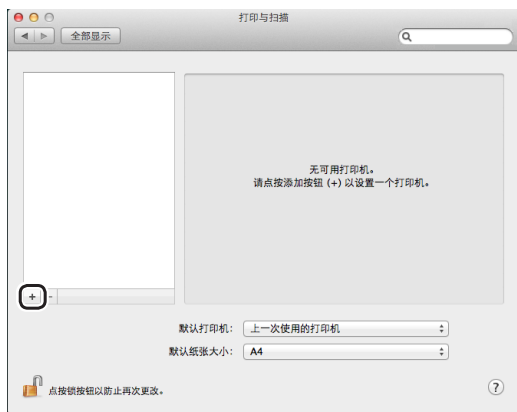 打印与扫描
全部显示
无可用打印机。
请点按添加按钮 (+) 以设置一个打印机。
+ -
默认打印机: 上一次使用的打印机
默认纸张大小: A4
点按锁按钮以防止再次更改。
?